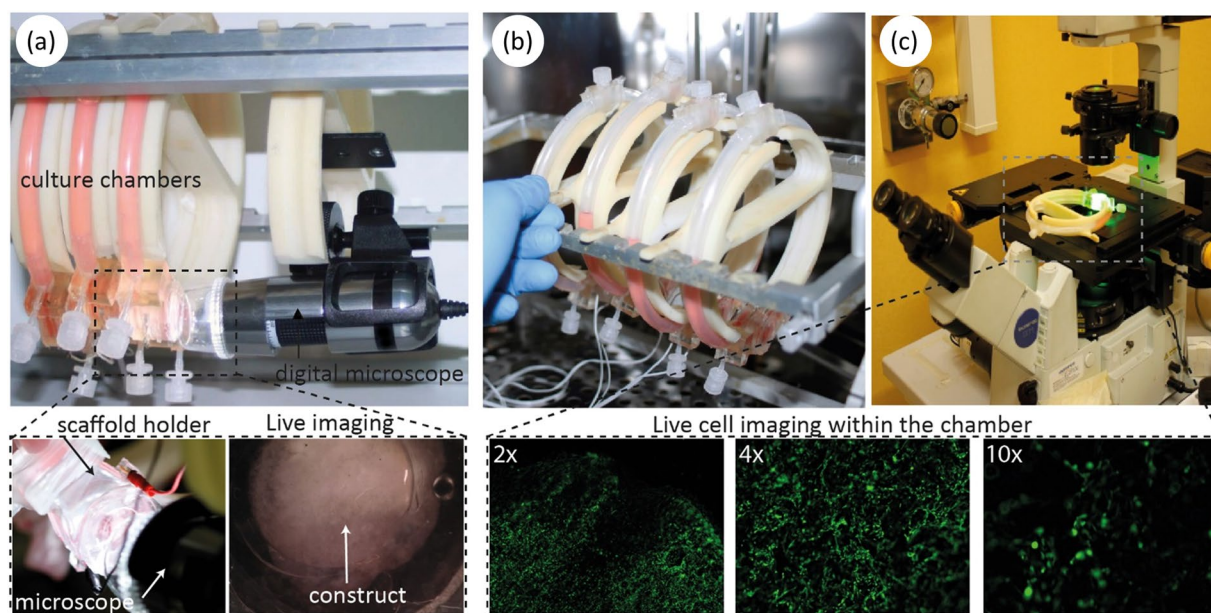 (a)
(b)
(c)
culture chambers
digital microscope
scaffold holder
Live imaging
Live cell imaging within the chamber
2x
4x
10x
construct
microscope